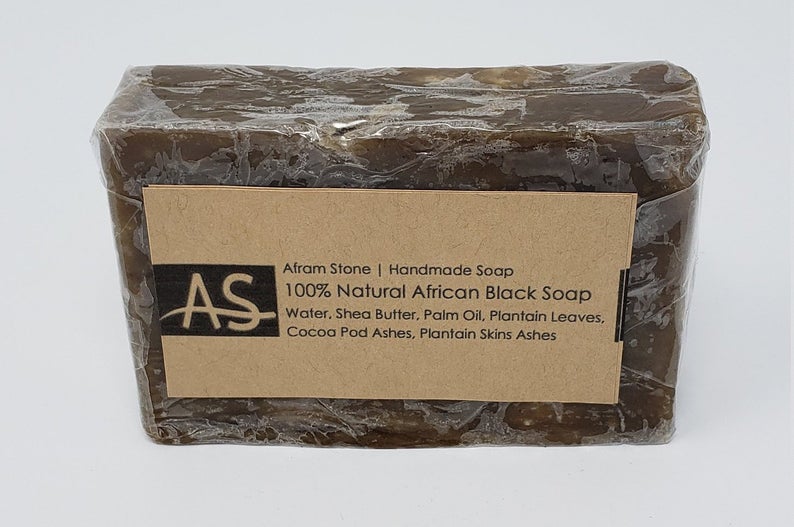 AS
Afram Stone | Handmade Soap
100% Natural African Black Soap
Water, Shea Butter, Palm Oil, Plantain Leaves,
Cocoa Pod Ashes, Plantain Skins Ashes